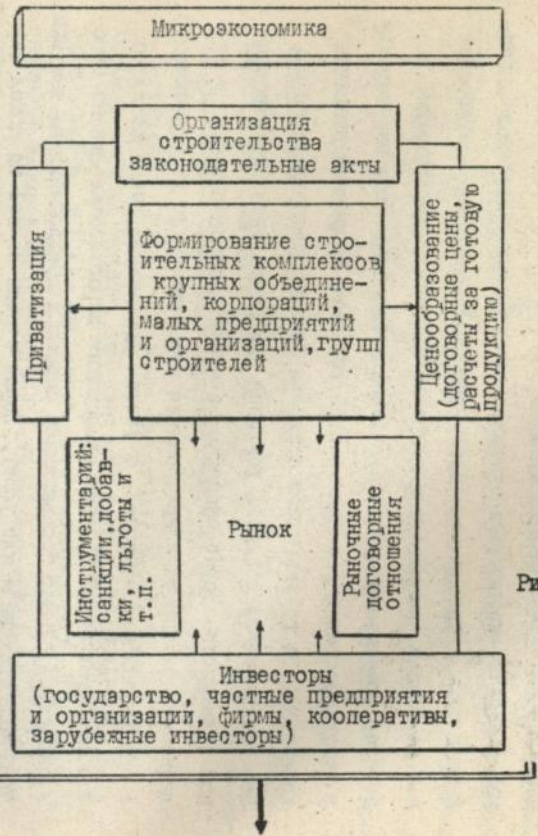 Микроэкономика
Организация
строительства
законодательные акты
Приватизация
Формирование стро-
ительных комплексов
крупных объедине-
ний, корпораций,
малых предприятий
и организаций, групп
строителей
Ценообразование
(договорные цены,
расчеты за готовую
продукцию)
Инструментарий:
санкции, добав-
ки, льготы и
т.п.
Рынок
Рыночные
договорные
отношения
Ри
Инвесторы
(государство, частные предприятия
и организации, фирмы, кооперативы,
зарубежные инвесторы)